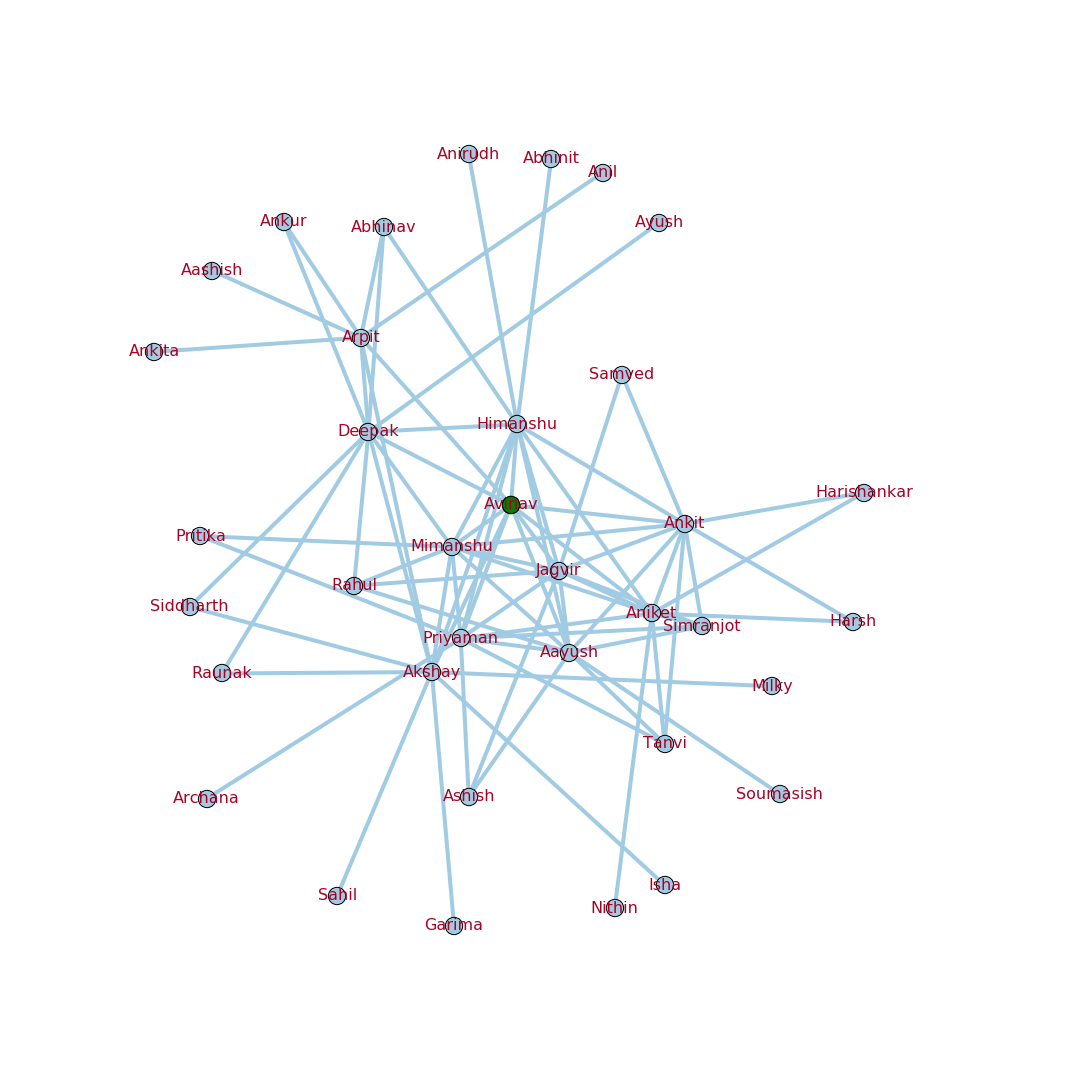 Anirudh
Abhinit
Anil
Ankur
Abhinav
Ayush
Aashish
Arpit
Ankita
Samved
Himanshu
Deepak
Harishankar
Avinav
Ankit
Pritika
Mimanshu
Jagvir
Rahul
Siddharth
Aniket
Harsh
Simranjot
Priyaman
Aayush
Raunak
Akshay
Milky
Tanvi
Soumasish
Ashish
Archana
Isha
Sahil
Nithin
Garima